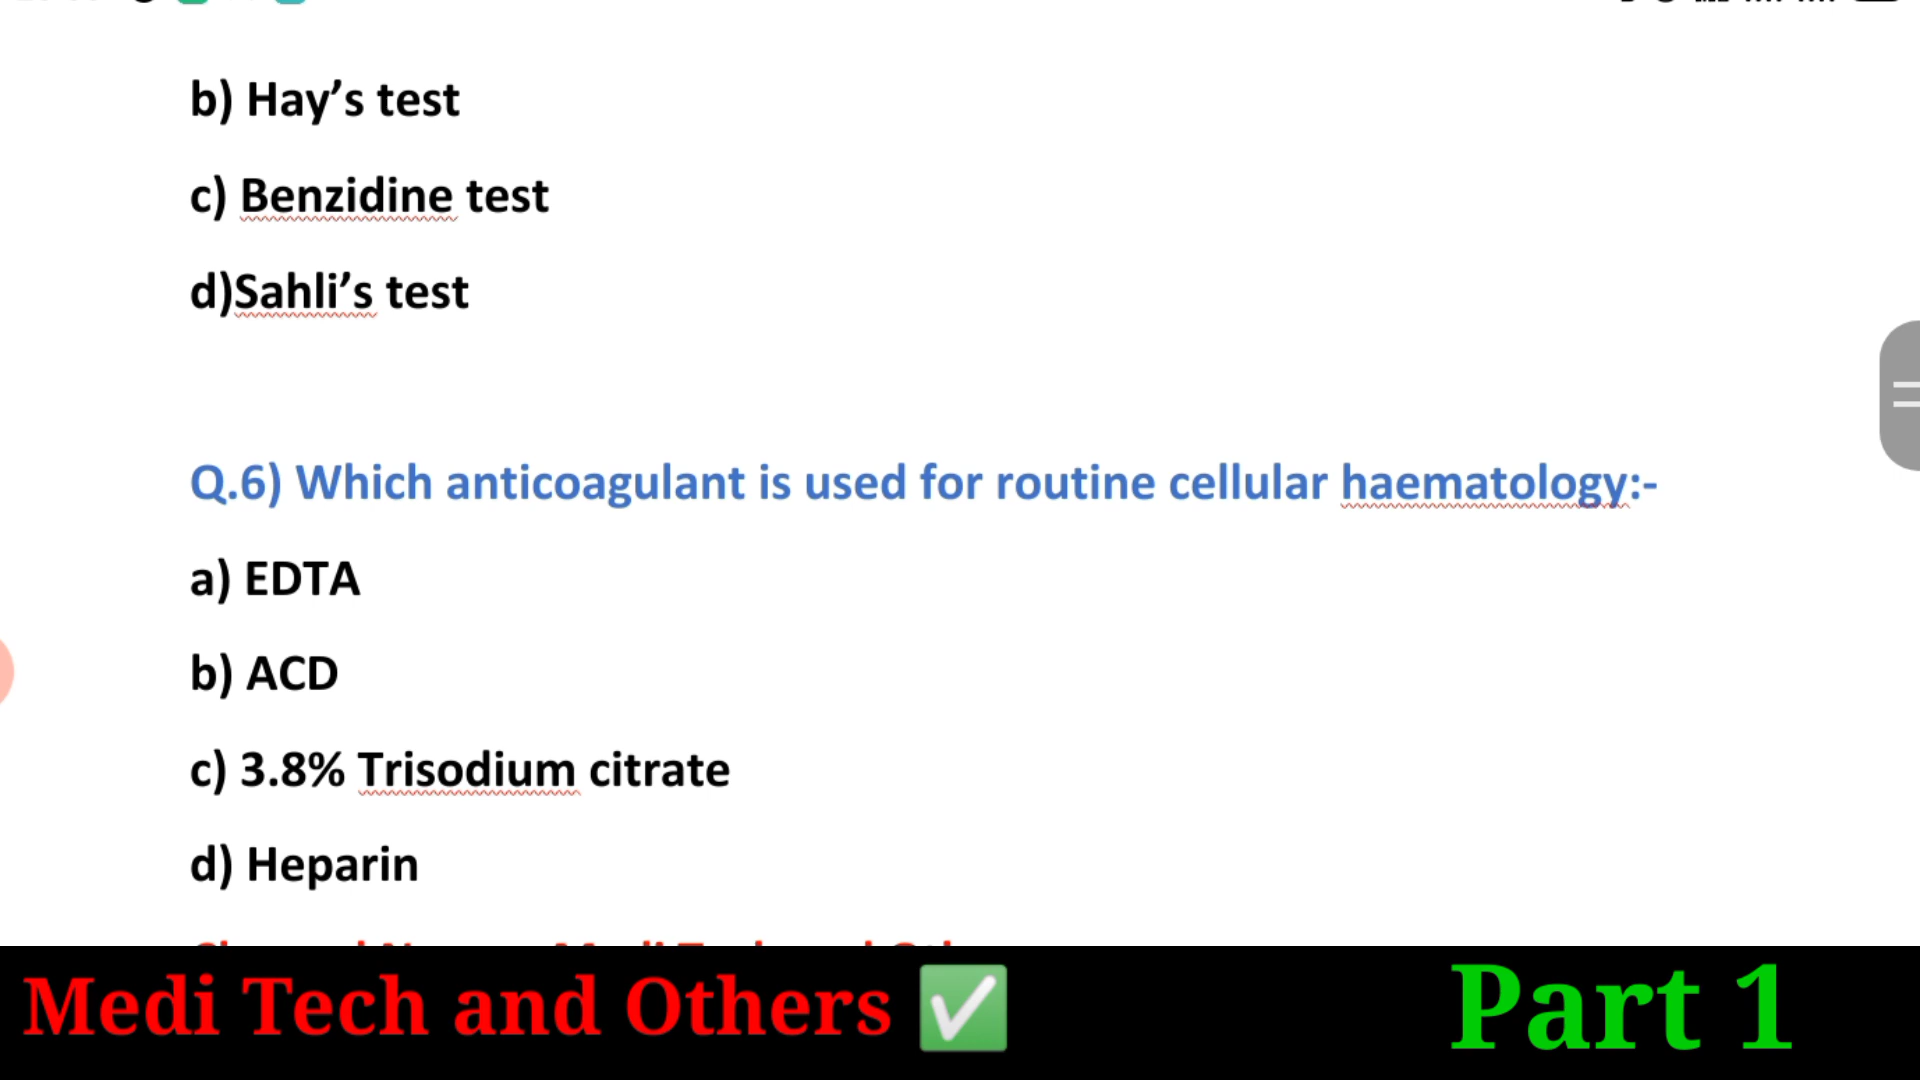 b) Hay’s test
c) Benzidine test
d)Sahli’s test
Q.6) Which anticoagulant is used for routine cellular haematology:-
a) EDTA
b) ACD
c) 3.8% Trisodium citrate
d) Heparin
Medi Tech and Others ✅
Part 1